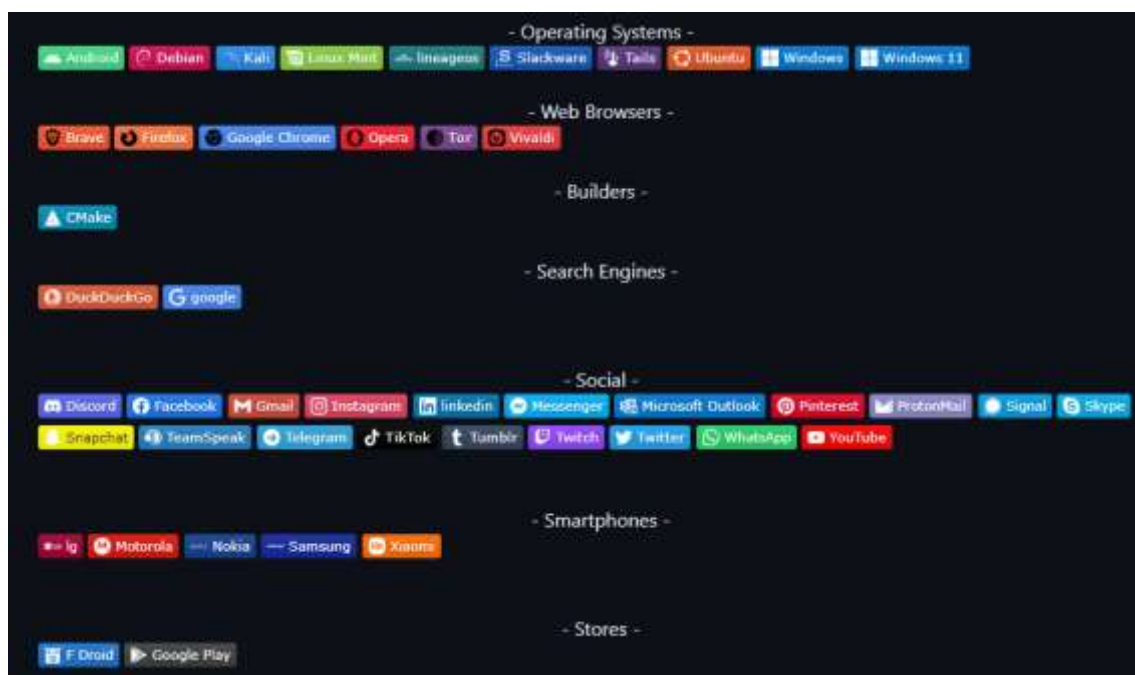 - Operating Systems -
Android Debian Kali Linux Mint lineageos Slackware Tails Ubuntu Windows Windows 11
- Web Browsers -
Brave Firefox Google Chrome Opera Tor Vivaldi
- Builders -
CMake
- Search Engines -
DuckDuckGo google
- Social -
Discord Facebook Gmail Instagram linkedin Messenger Microsoft Outlook Pinterest ProtonMail Signal Skype
Snapchat TeamSpeak Telegram TikTok Tumblr Twitch Twitter WhatsApp YouTube
- Smartphones -
lg Motorola Nokia Samsung Xiaomi
- Stores -
F Droid Google Play